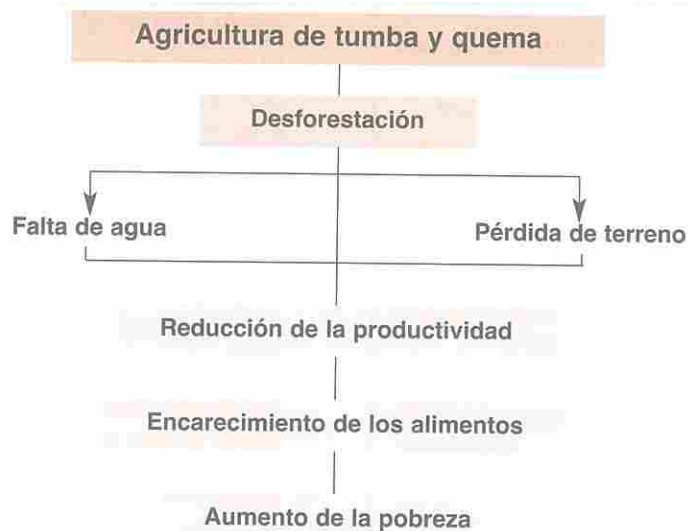 Agricultura de tumba y quema
Desforestación
Falta de agua
Pérdida de terreno
Reducción de la productividad
Encarecimiento de los alimentos
Aumento de la pobreza